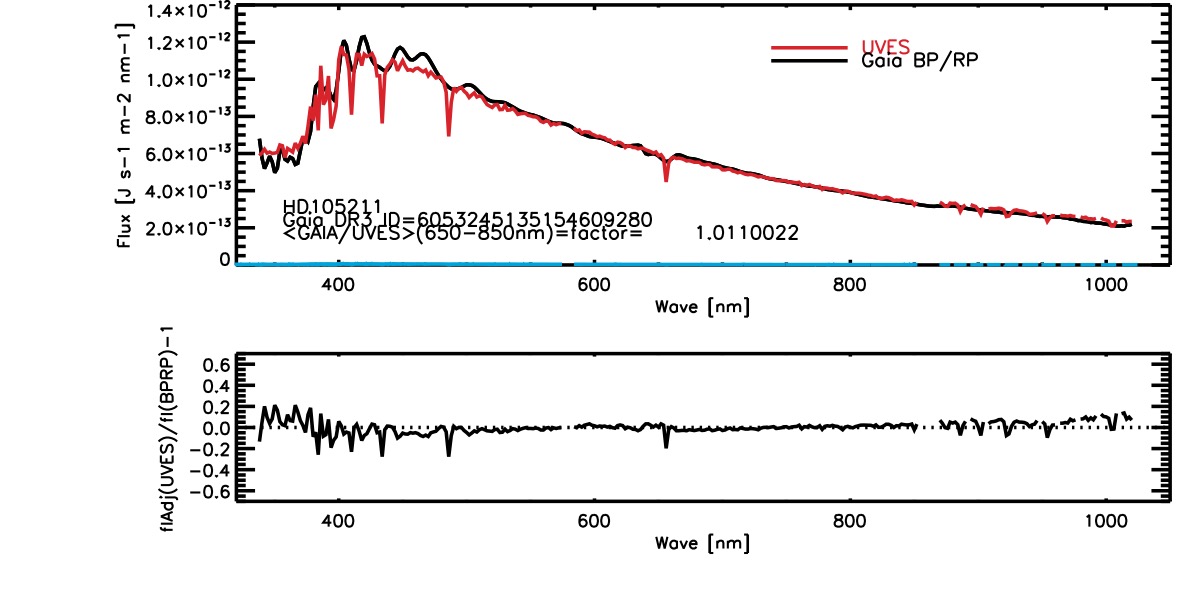 1.4×10−12
1.2×10−12
1.0×10−12
8.0×10−13
6.0×10−13
4.0×10−13
2.0×10−13
0
Flux [J s−1 m−2 nm−1]
UVES
Gaia BP/RP
HD105211
Gaia DR3 ID=6053245135154609280
<GAIA/UVES>(650−850nm)=factor= 1.0110022
400 600 800 1000
Wave [nm]
0.6
0.4
0.2
0.0
−0.2
−0.4
−0.6
flAdj(UVES)/fl(BPRP)−1
400 600 800 1000
Wave [nm]